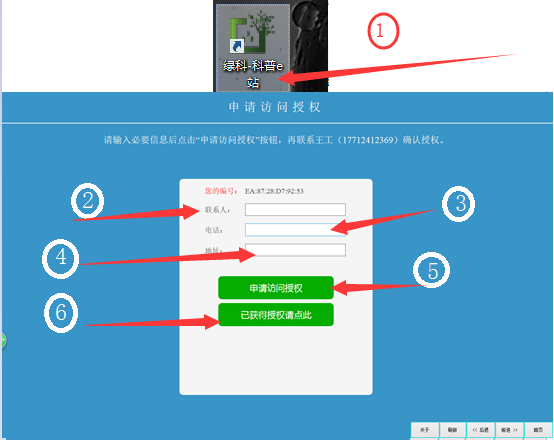 ①
绿科-科普e
站
申请访问授权
请输入必要信息后点击“申请访问授权”按钮，再联系王工（17712412369）确认授权。
您的编号： EA:87:28:D7:92:53
② 联系人：
③
电话：
④ 地址：
申请访问授权 ⑤
⑥ 已获得授权请点此
关于 刷新 << 后退 前进 >> 首页